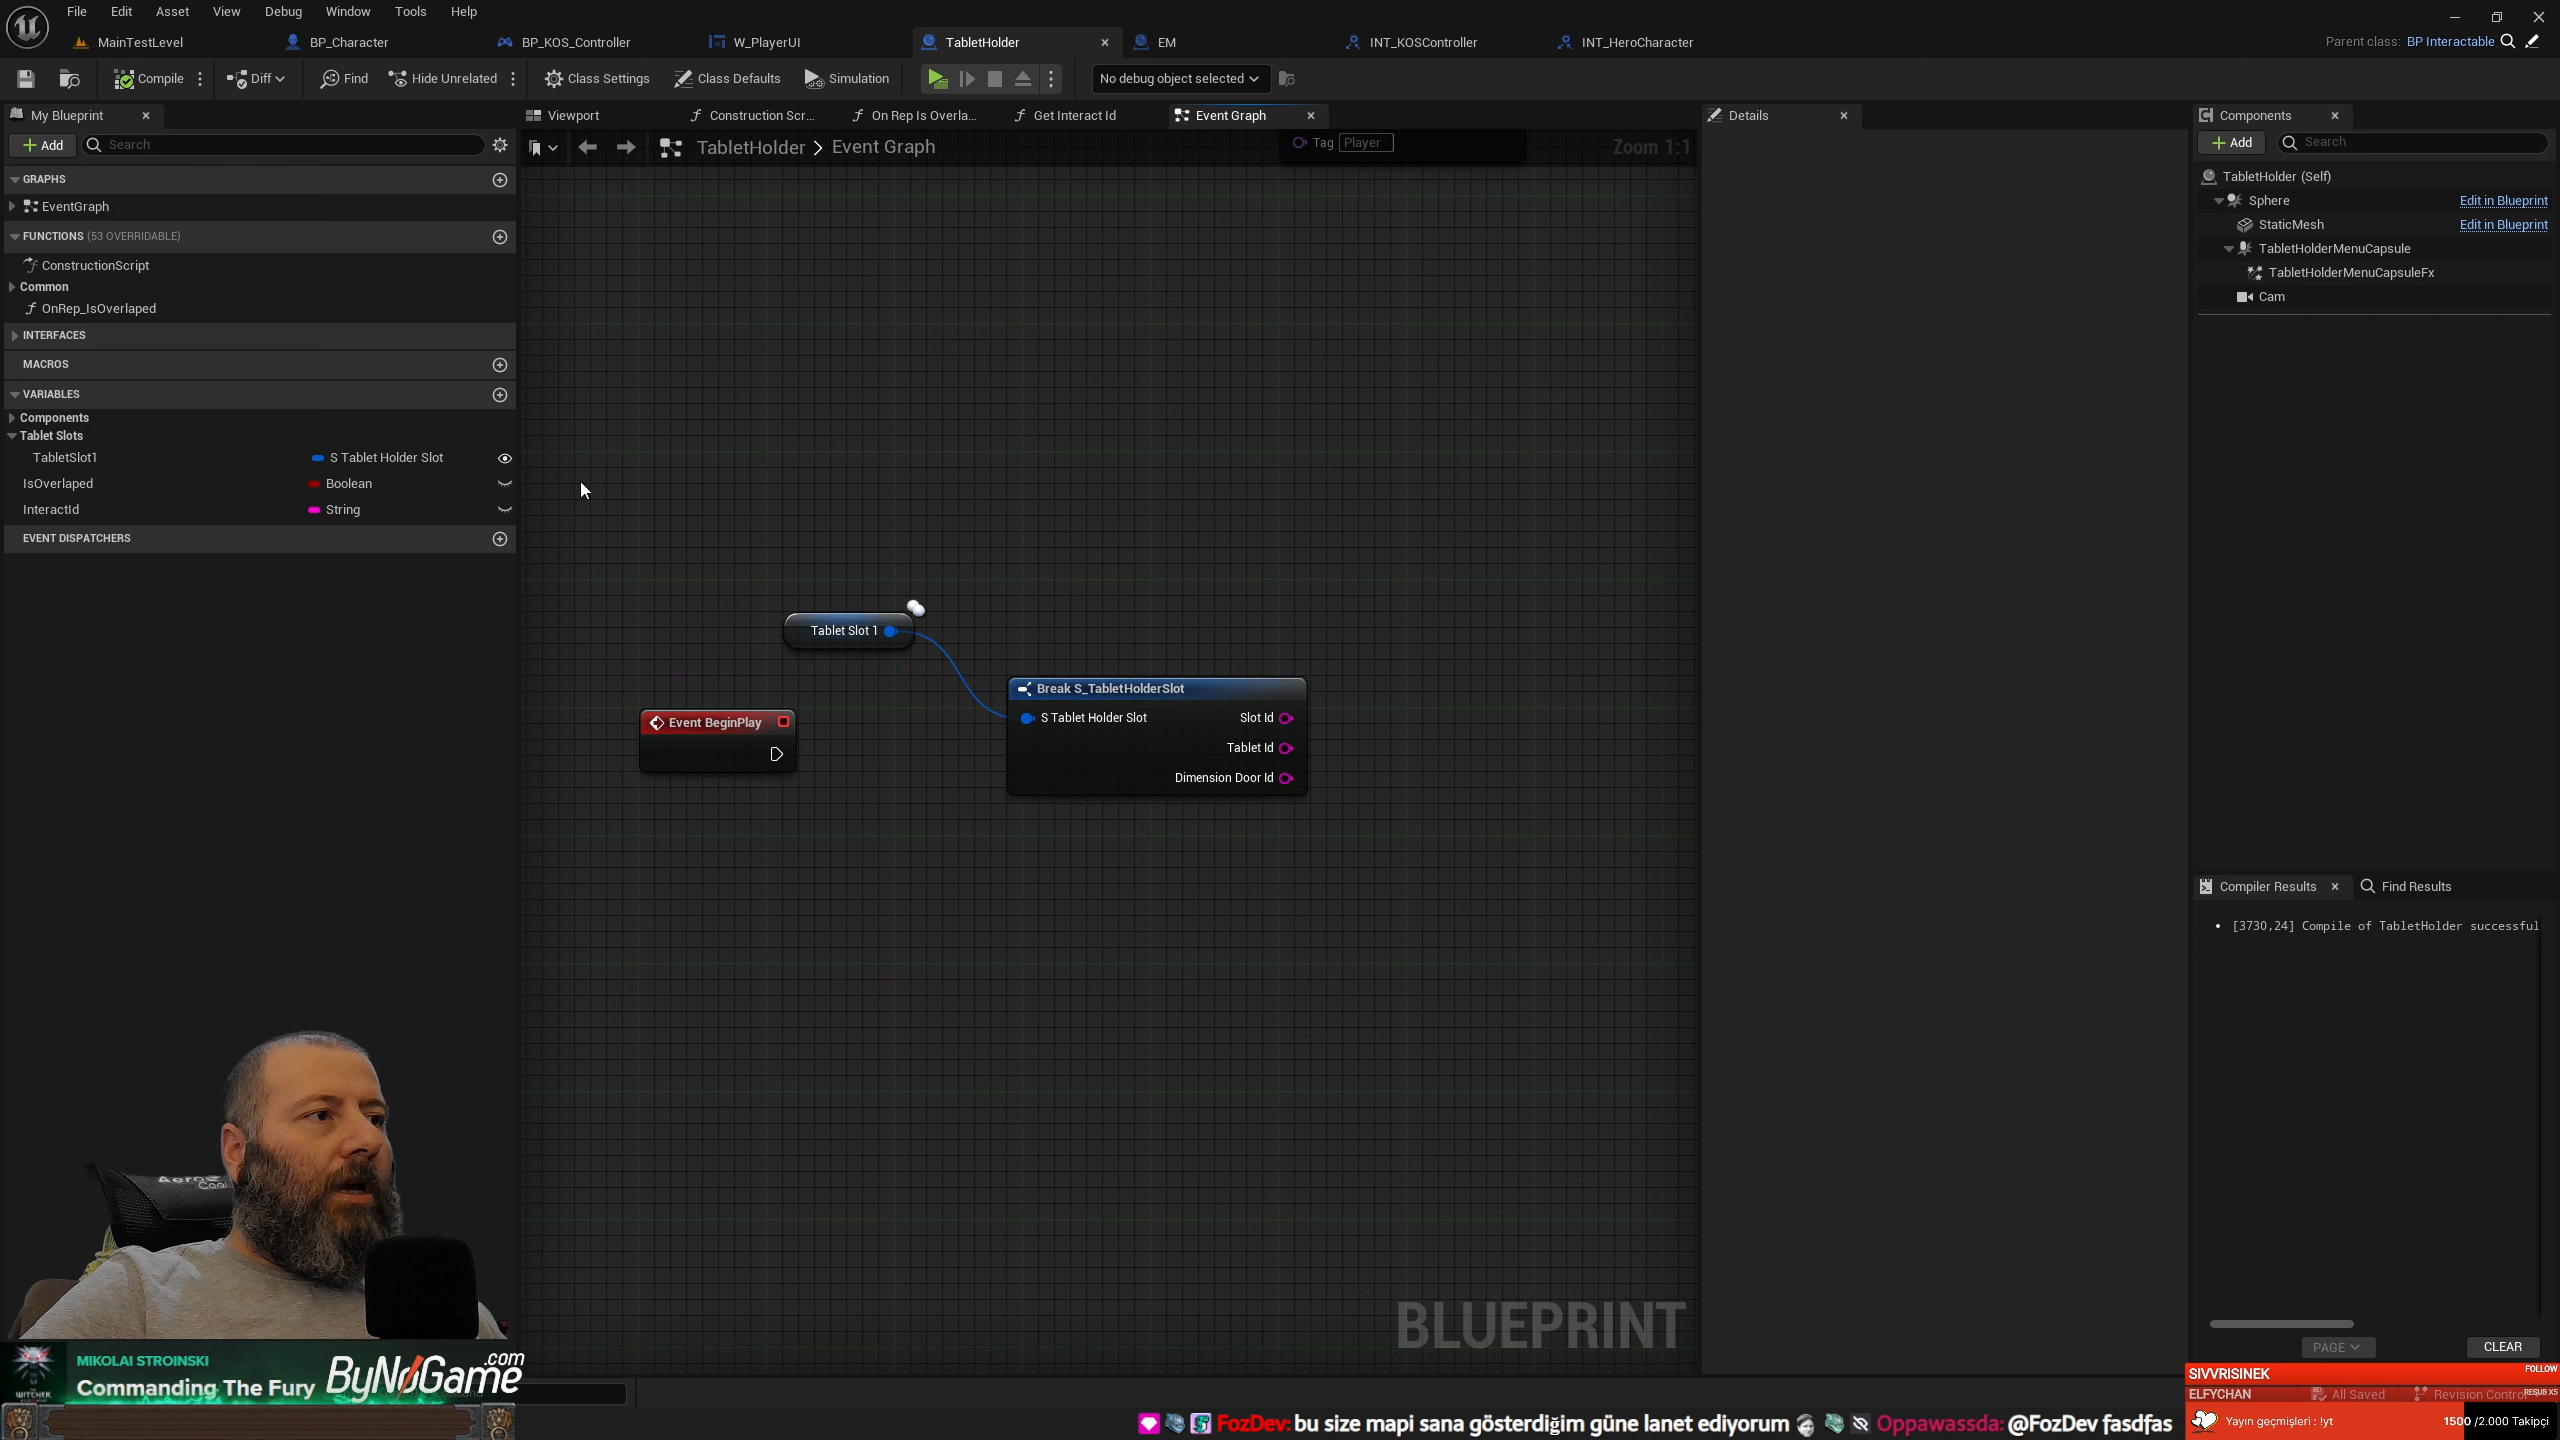 File Edit Asset View Debug Window Tools Help
MainTestLevel BP_Character BP_KOS_Controller W_PlayerUI TabletHolder EM INT_KOSController INT_HeroCharacter Parent class: BP Interactable
Compile Diff Find Hide Unrelated Class Settings Class Defaults Simulation No debug object selected
My Blueprint Viewport Construction Scr... On Rep Is Overla... Get Interact Id Event Graph Details Components
Add Search
TabletHolder > Event Graph Tag Player Zoom 1:1
Add Search
GRAPHS
EventGraph
FUNCTIONS (53 OVERRIDABLE)
ConstructionScript
Common
OnRep_IsOverlaped
INTERFACES
MACROS
VARIABLES
Components
Tablet Slots
TabletSlot1 S Tablet Holder Slot
IsOverlaped Boolean
InteractId String
EVENT DISPATCHERS
Tablet Slot 1
Break S_TabletHolderSlot
S Tablet Holder Slot Slot Id
Tablet Id
Dimension Door Id
Event BeginPlay
BLUEPRINT
TabletHolder (Self)
Sphere Edit in Blueprint
StaticMesh Edit in Blueprint
TabletHolderMenuCapsule
TabletHolderMenuCapsuleFx
Cam
Compiler Results Find Results
[3730,24] Compile of TabletHolder successful
PAGE CLEAR
MIKOLAI STROINSKI
Commanding The Fury
ByNoGame.com
SIVVRISINEK FOLLOW
ELFYCHAN All Saved Revision Contro RESUB X5
Yayın geçmişleri : !yt 1500 /2.000 Takipçi
FozDev: bu size mapi sana gösterdiğim güne lanet ediyorum Oppawassda: @FozDev fasdfas